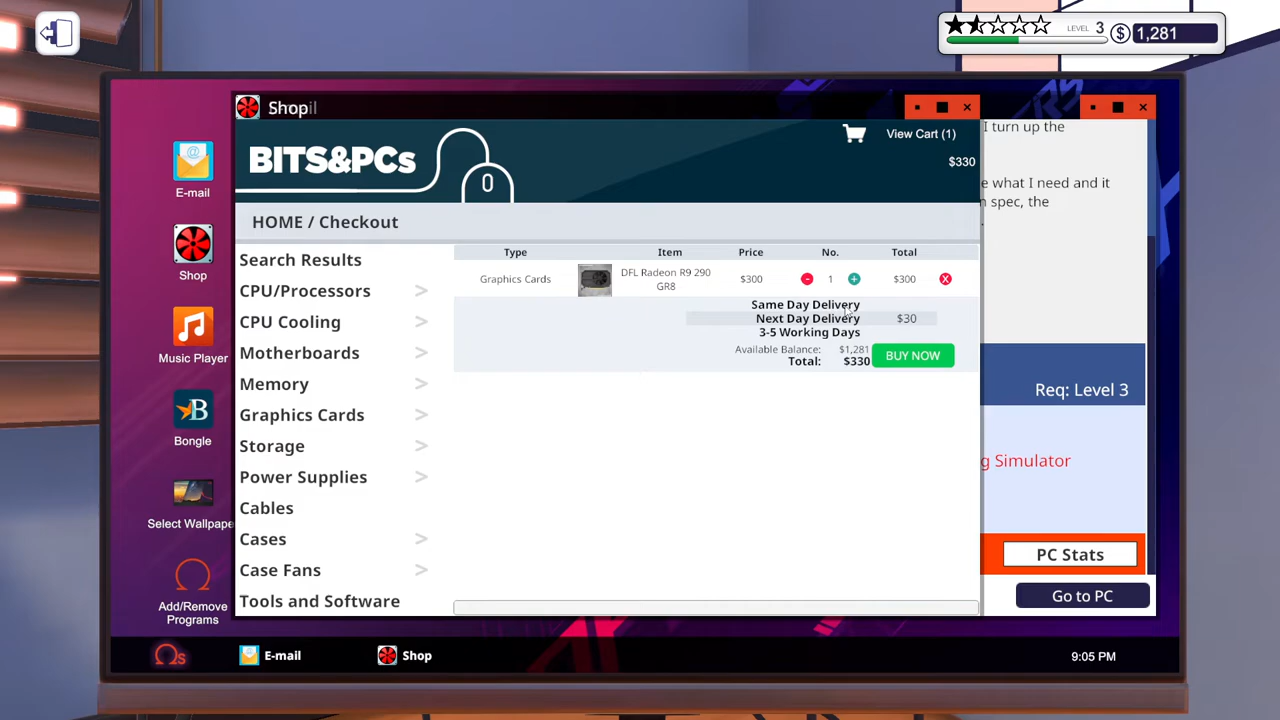 LEVEL 3 $ 1,281
Shopil
I turn up the
View Cart (1)
BITS&PCs
$330
e what I need and it
n spec, the
E-mail
HOME / Checkout
Type Item Price No. Total
Search Results
Graphics Cards DFL Radeon R9 290 GR8 $300 - 1 + $300 x
Shop
CPU/Processors >
Same Day Delivery
Next Day Delivery $30
3-5 Working Days
CPU Cooling >
Available Balance: $1,281
Total: $330
BUY NOW
Music Player
Motherboards >
Memory >
Req: Level 3
Graphics Cards >
Bongle
Storage >
g Simulator
Power Supplies >
Cables
Select Wallpape
Cases >
PC Stats
Case Fans >
Go to PC
Tools and Software
Add/Remove
Programs
Os E-mail Shop 9:05 PM